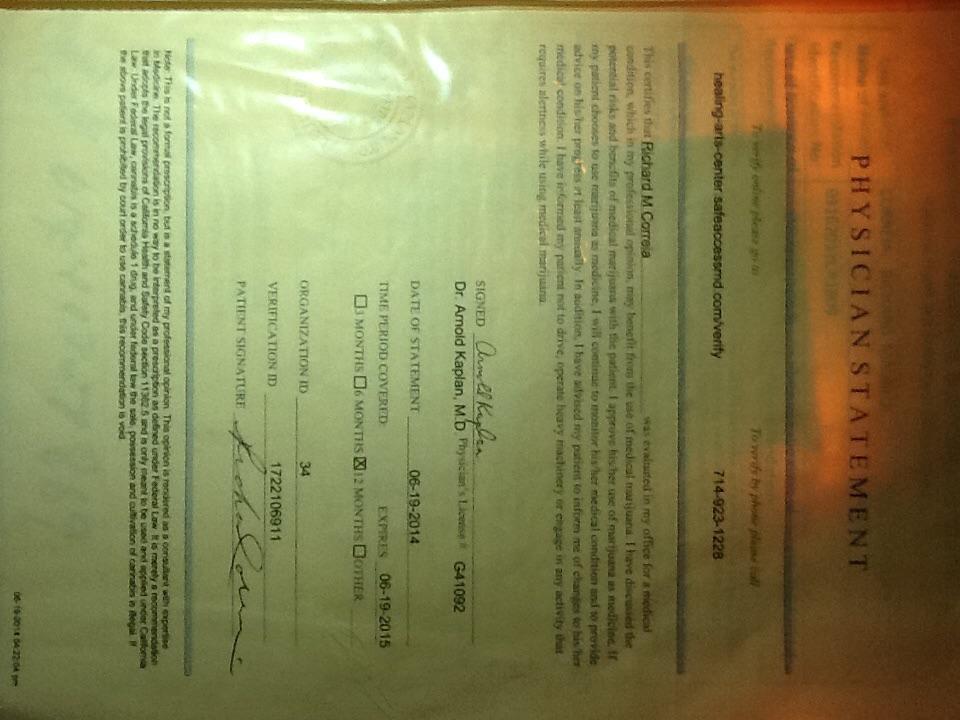 PHYSICIAN STATEMENT
To verify online please go to To verify by phone please call
healing-arts-center.safeaccessmd.com/verify 714-923-1228
This certifies that Richard M Correia was evaluated in my office for a medical
condition, which in my professional opinion, may benefit from the use of medical marijuana. I have discussed the
potential risks and benefits of medical marijuana with the patient. I approve his/her use of marijuana as medicine. If
my patient chooses to use marijuana as medicine, I will continue to monitor his/her medical condition and to provide
advice on his/her progress at least annually. In addition, I have advised my patient to inform me of changes to his/her
medical condition. I have informed my patient not to drive, operate heavy machinery or engage in any activity that
requires alertness while using medical marijuana.
SIGNED Arnold Kaplan
Dr. Arnold Kaplan, M.D. Physician's License # G41092
DATE OF STATEMENT 06-19-2014
TIME PERIOD COVERED: EXPIRES 06-19-2015
3 MONTHS 6 MONTHS 12 MONTHS OTHER
ORGANIZATION ID 34
VERIFICATION ID 1722106911
PATIENT SIGNATURE
Note: This is not a formal prescription, but is a statement of my professional opinion. This opinion is rendered as a consultant with expertise
in Medicine. The recommendation is in no way to be interpreted as a prescription as defined under Federal Law. It is merely a recommendation
that adopts the legal provisions of California Health and Safety Code section 11362.5 and is only meant to be used and applied under California
Law. Under Federal Law, cannabis is a schedule 1 drug, and under federal law the sale, possession and cultivation of cannabis is illegal. If
the above patient is prohibited by court order to use cannabis, this recommendation is void.
06-19-2014 04:22:04 pm